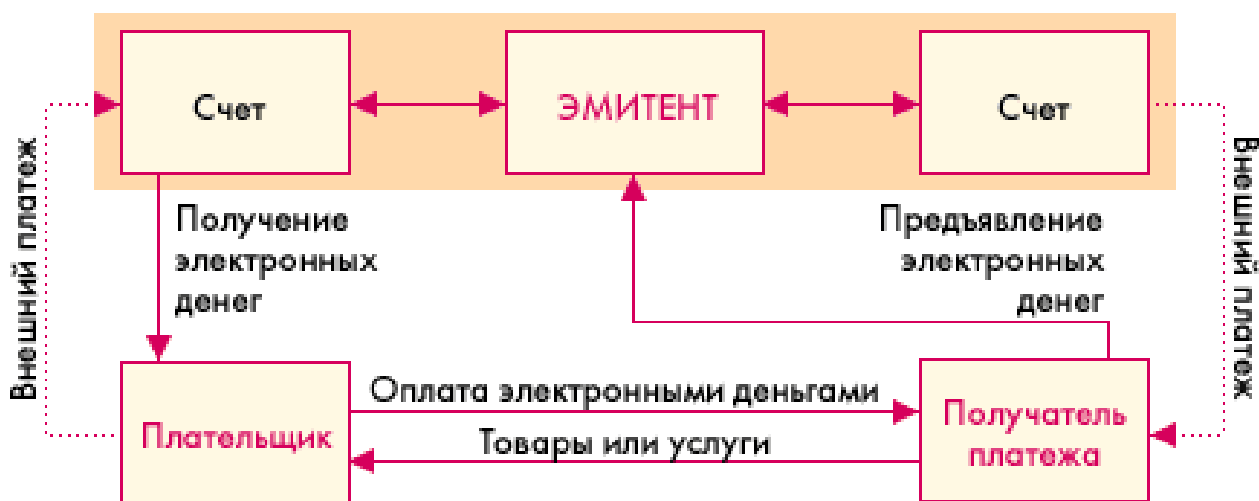 Счет
ЭМИТЕНТ
Счет
Внешний платеж
Внешний платеж
Получение
электронных
денег
Предъявление
электронных
денег
Оплата электронными деньгами
Товары или услуги
Плательщик
Получатель
платежа